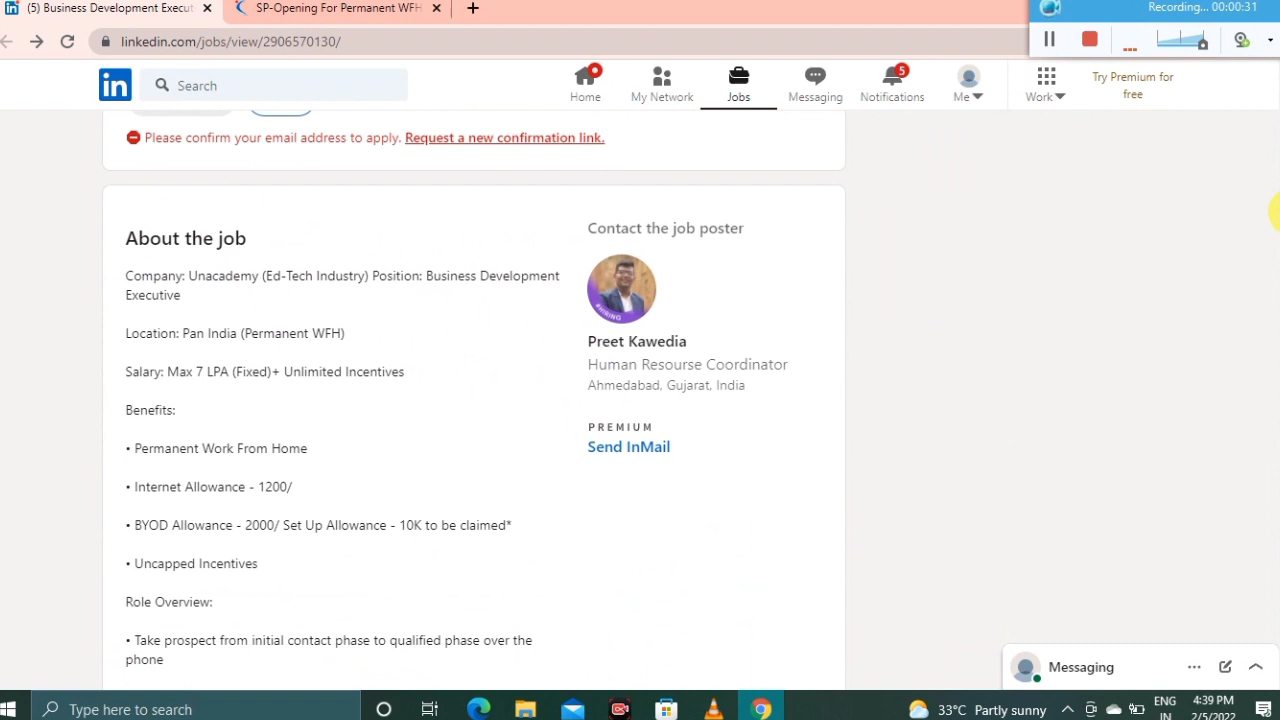 (5) Business Development Execut
SP-Opening For Permanent WFH
Recording... 00:00:31
linkedin.com/jobs/view/2906570130/
in
Search
Home
My Network
Jobs
Messaging
5
Notifications
Me
Work
Try Premium for
free
Please confirm your email address to apply. Request a new confirmation link.
About the job
Company: Unacademy (Ed-Tech Industry) Position: Business Development
Executive
Location: Pan India (Permanent WFH)
Salary: Max 7 LPA (Fixed)+ Unlimited Incentives
Benefits:
• Permanent Work From Home
• Internet Allowance - 1200/
• BYOD Allowance - 2000/ Set Up Allowance - 10K to be claimed*
• Uncapped Incentives
Role Overview:
• Take prospect from initial contact phase to qualified phase over the
phone
Contact the job poster
#HIRING
Preet Kawedia
Human Resourse Coordinator
Ahmedabad, Gujarat, India
PREMIUM
Send InMail
Messaging
Type here to search
33°C Partly sunny
ENG
IN
4:39 PM
2/5/2022